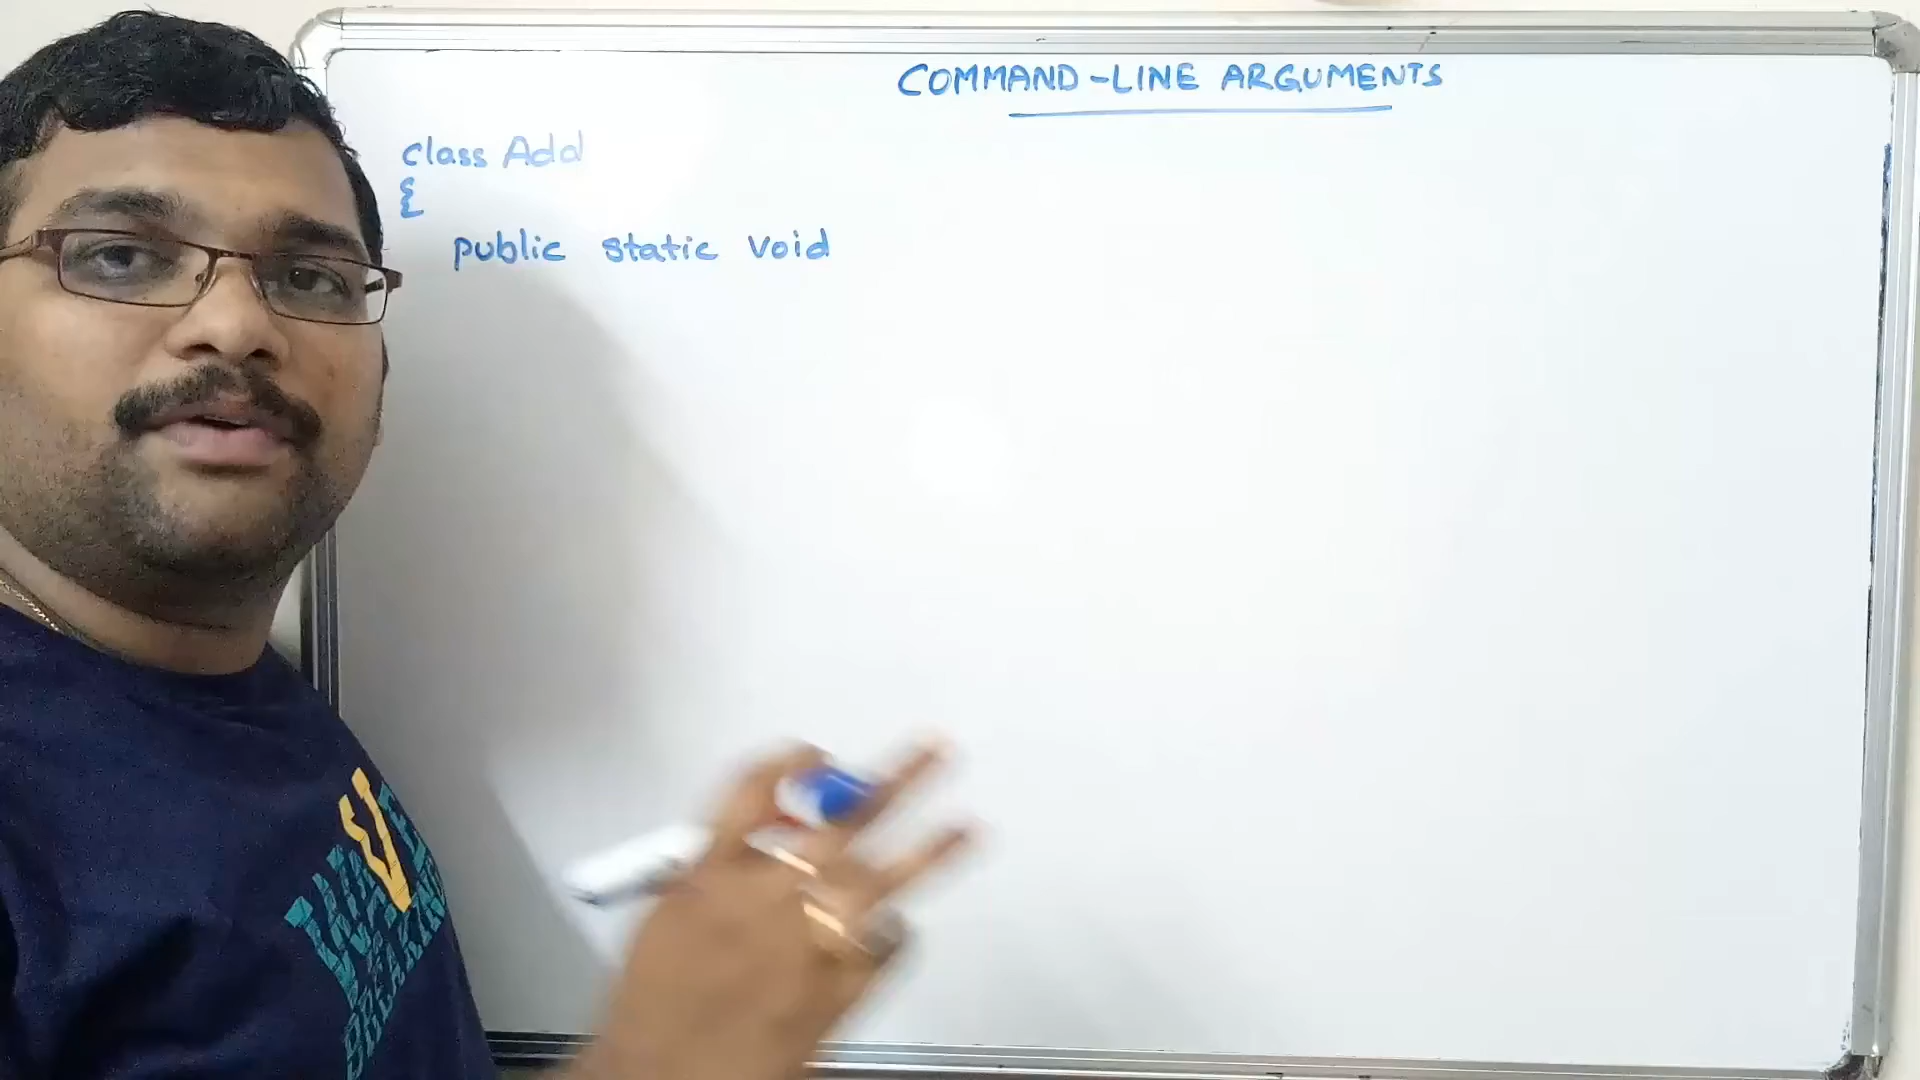 COMMAND-LINE ARGUMENTS
class Add
{
public static void